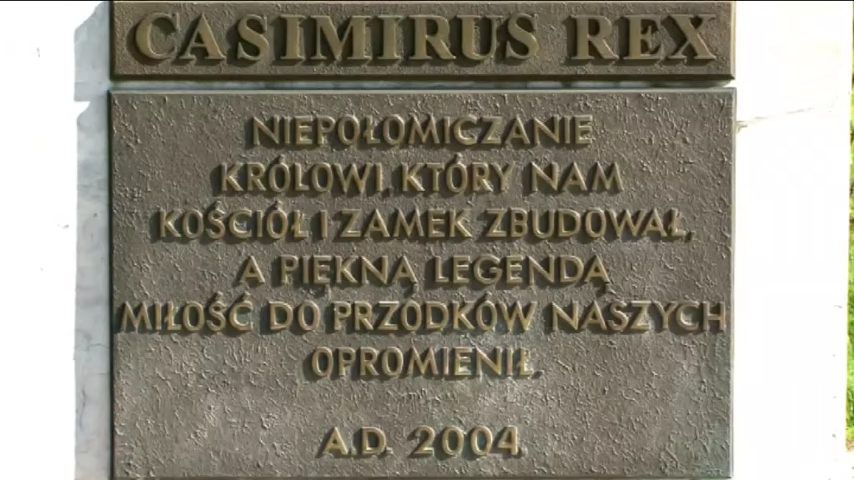 CASIMIRUS REX
NIEPOŁOMICZANIE
KRÓLOWI, KTÓRY NAM
KOŚCIÓŁ I ZAMEK ZBUDOWAŁ,
A PIĘKNĄ LEGENDĄ
MIŁOŚĆ DO PRZODKÓW NASZYCH
OPROMIENIŁ.
A.D. 2004